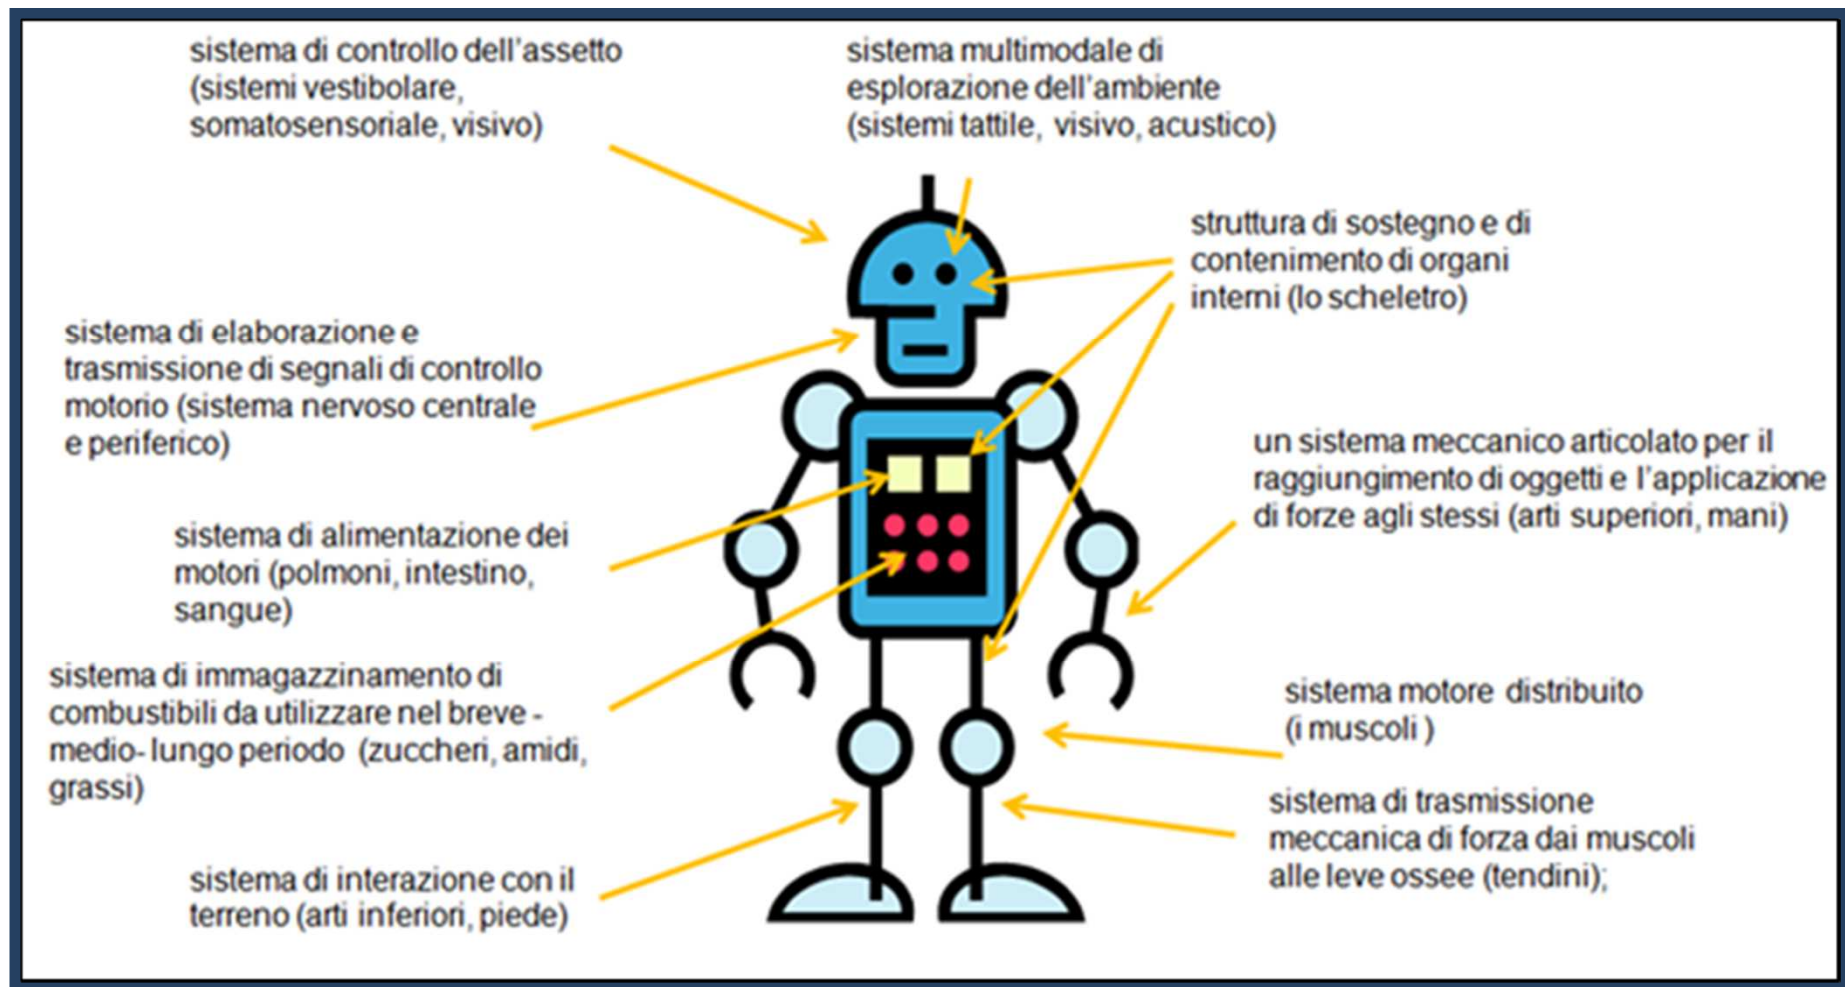 sistema di controllo dell'assetto
(sistemi vestibolare,
somatosensoriale, visivo)
sistema multimodale di
esplorazione dell'ambiente
(sistemi tattile, visivo, acustico)
struttura di sostegno e di
contenimento di organi
interni (lo scheletro)
sistema di elaborazione e
trasmissione di segnali di controllo
motorio (sistema nervoso centrale
e periferico)
un sistema meccanico articolato per il
raggiungimento di oggetti e l'applicazione
di forze agli stessi (arti superiori, mani)
sistema di alimentazione dei
motori (polmoni, intestino,
sangue)
sistema di immagazzinamento di
combustibili da utilizzare nel breve -
medio- lungo periodo (zuccheri, amidi,
grassi)
sistema motore distribuito
(i muscoli )
sistema di trasmissione
meccanica di forza dai muscoli
alle leve ossee (tendini);
sistema di interazione con il
terreno (arti inferiori, piede)